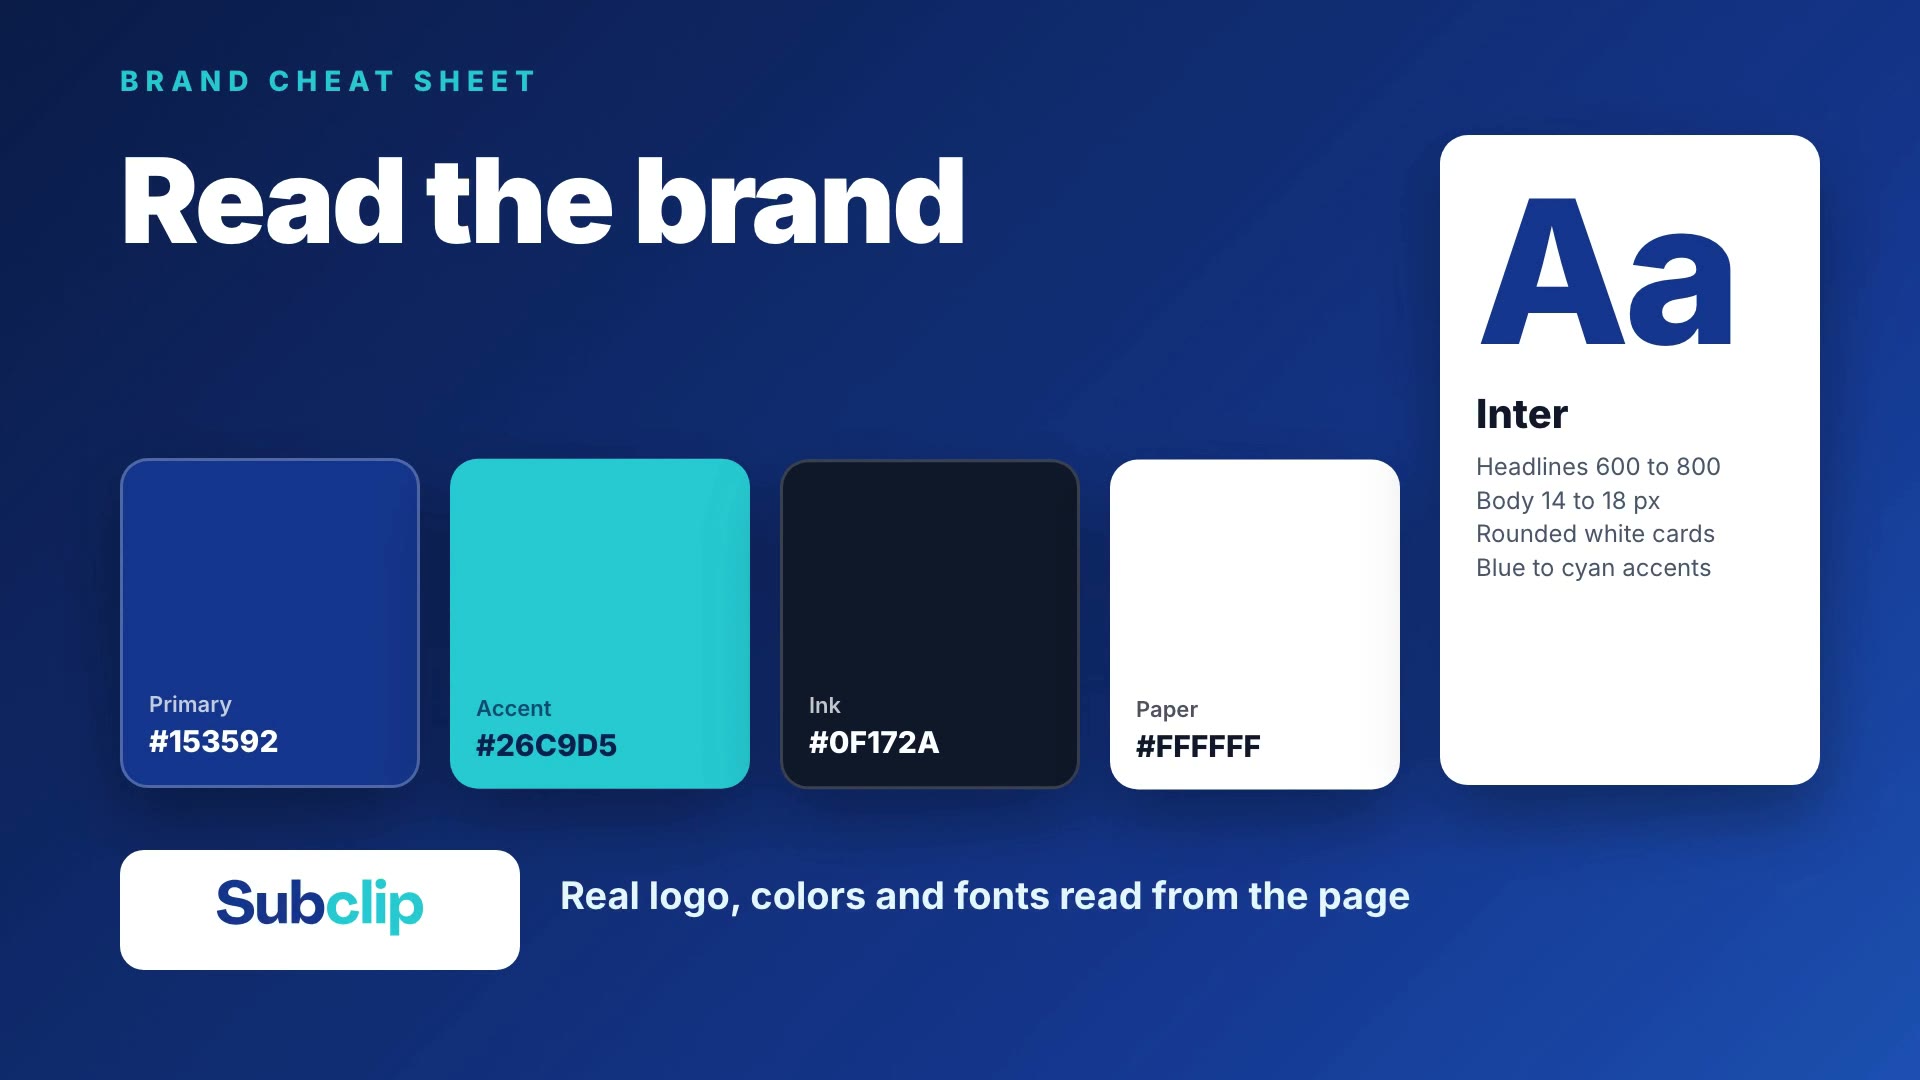 BRAND CHEAT SHEET
Read the brand
Primary
#153592
Accent
#26C9D5
Ink
#0F172A
Paper
#FFFFFF
Aa
Inter
Headlines 600 to 800
Body 14 to 18 px
Rounded white cards
Blue to cyan accents
Subclip
Real logo, colors and fonts read from the page